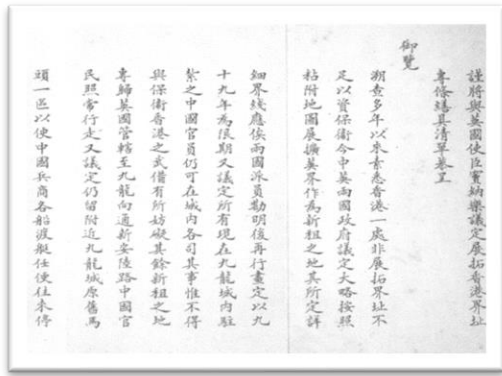 謹將與英國使臣竇納樂議定展拓香港界址
專條繕具清單恭呈
御覽
溯查多年以來素悉香港一處非展拓界址不
足以資保衛今中英兩國政府議定大略按照
粘附地圖展擴英界作為新租之地其所定詳
細界綫應俟兩國派員勘明後再行畫定以九
十九年為限期又議定所有現在九龍城內駐
紮之中國官員仍可在城內各司其事惟不得
與保衛香港之武備有所妨礙其餘新租之地
專歸英國管轄至九龍向通新安陸路中國官
民照常行走又議定仍留附近九龍城原舊馬
頭一區以便中國兵商各船渡艇任便往來停